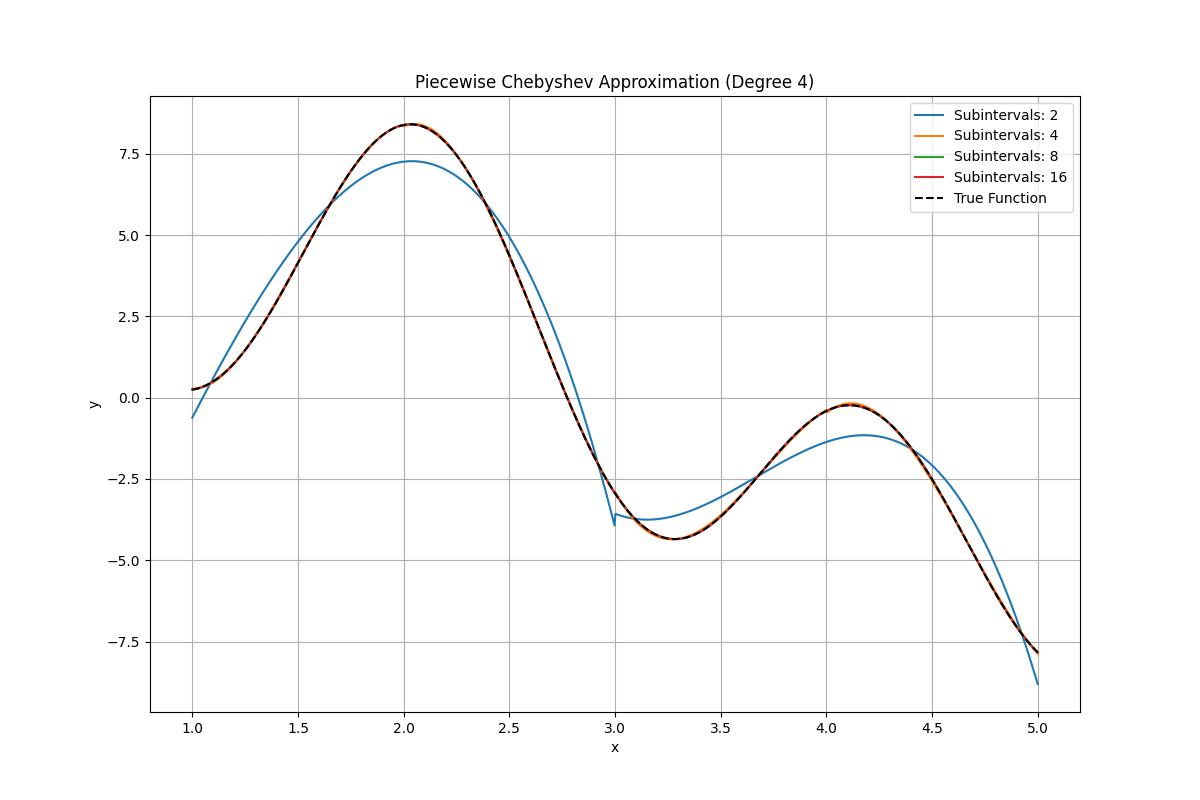 Piecewise Chebyshev Approximation (Degree 4)
Subintervals: 2
Subintervals: 4
Subintervals: 8
Subintervals: 16
True Function
7.5
5.0
2.5
0.0
−2.5
−5.0
−7.5
y
1.0 1.5 2.0 2.5 3.0 3.5 4.0 4.5 5.0
x